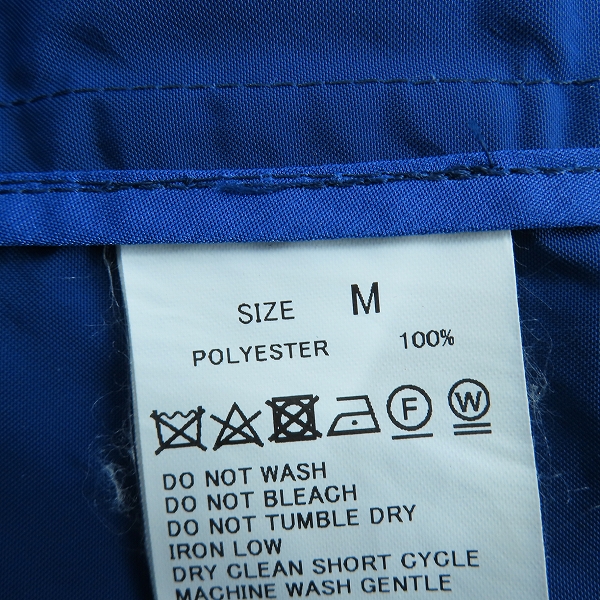 SIZE M
POLYESTER 100%
F W
DO NOT WASH
DO NOT BLEACH
DO NOT TUMBLE DRY
IRON LOW
DRY CLEAN SHORT CYCLE
MACHINE WASH GENTLE